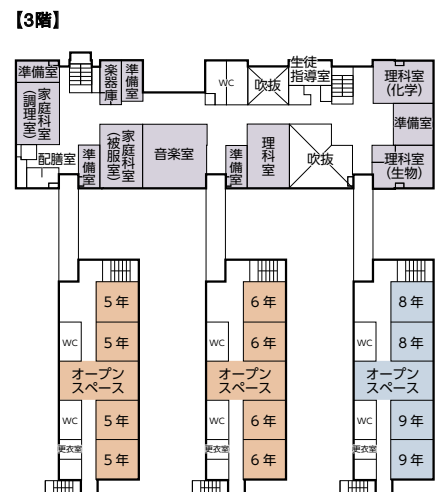 【3階】
準備室
楽器庫
準備室
WC
吹抜
生徒
指導室
理科室
(化学)
家庭科室
(調理室)
準備室
配膳室
準備室
家庭科室
(被服室)
音楽室
準備室
理科室
吹抜
理科室
(生物)
5年
6年
8年
WC
5年
WC
6年
WC
8年
オープン
スペース
オープン
スペース
オープン
スペース
WC
5年
WC
6年
WC
9年
更衣室
5年
更衣室
6年
更衣室
9年